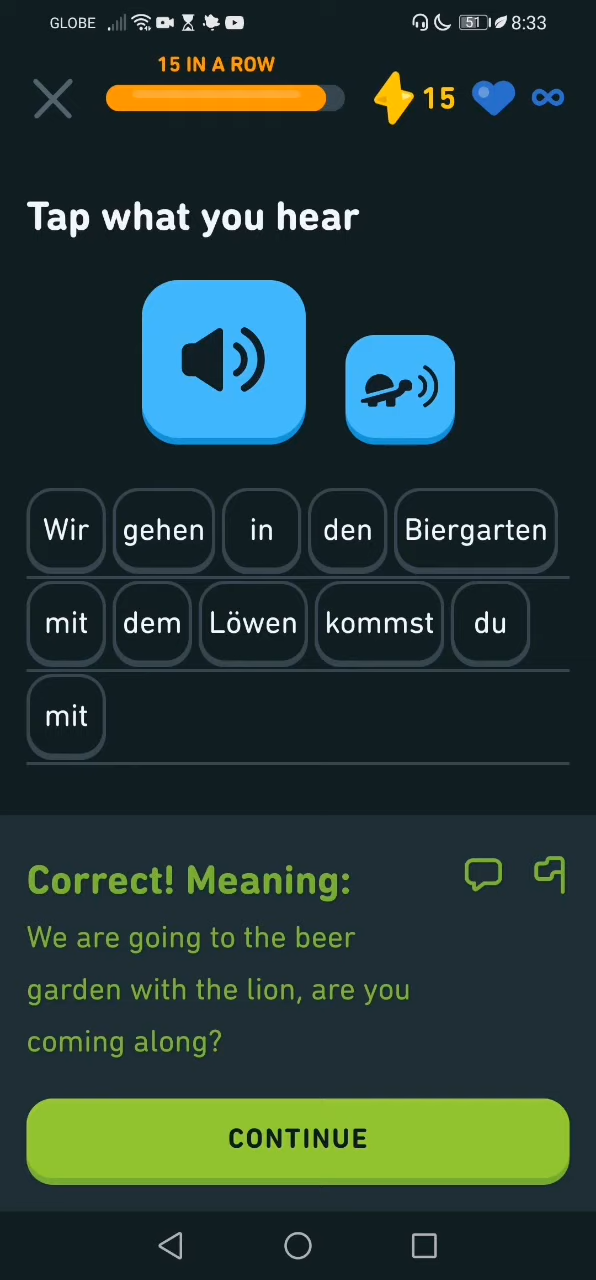 GLOBE 51 8:33
15 IN A ROW
15
Tap what you hear
Wir gehen in den Biergarten
mit dem Löwen kommst du
mit
Correct! Meaning:
We are going to the beer
garden with the lion, are you
coming along?
CONTINUE